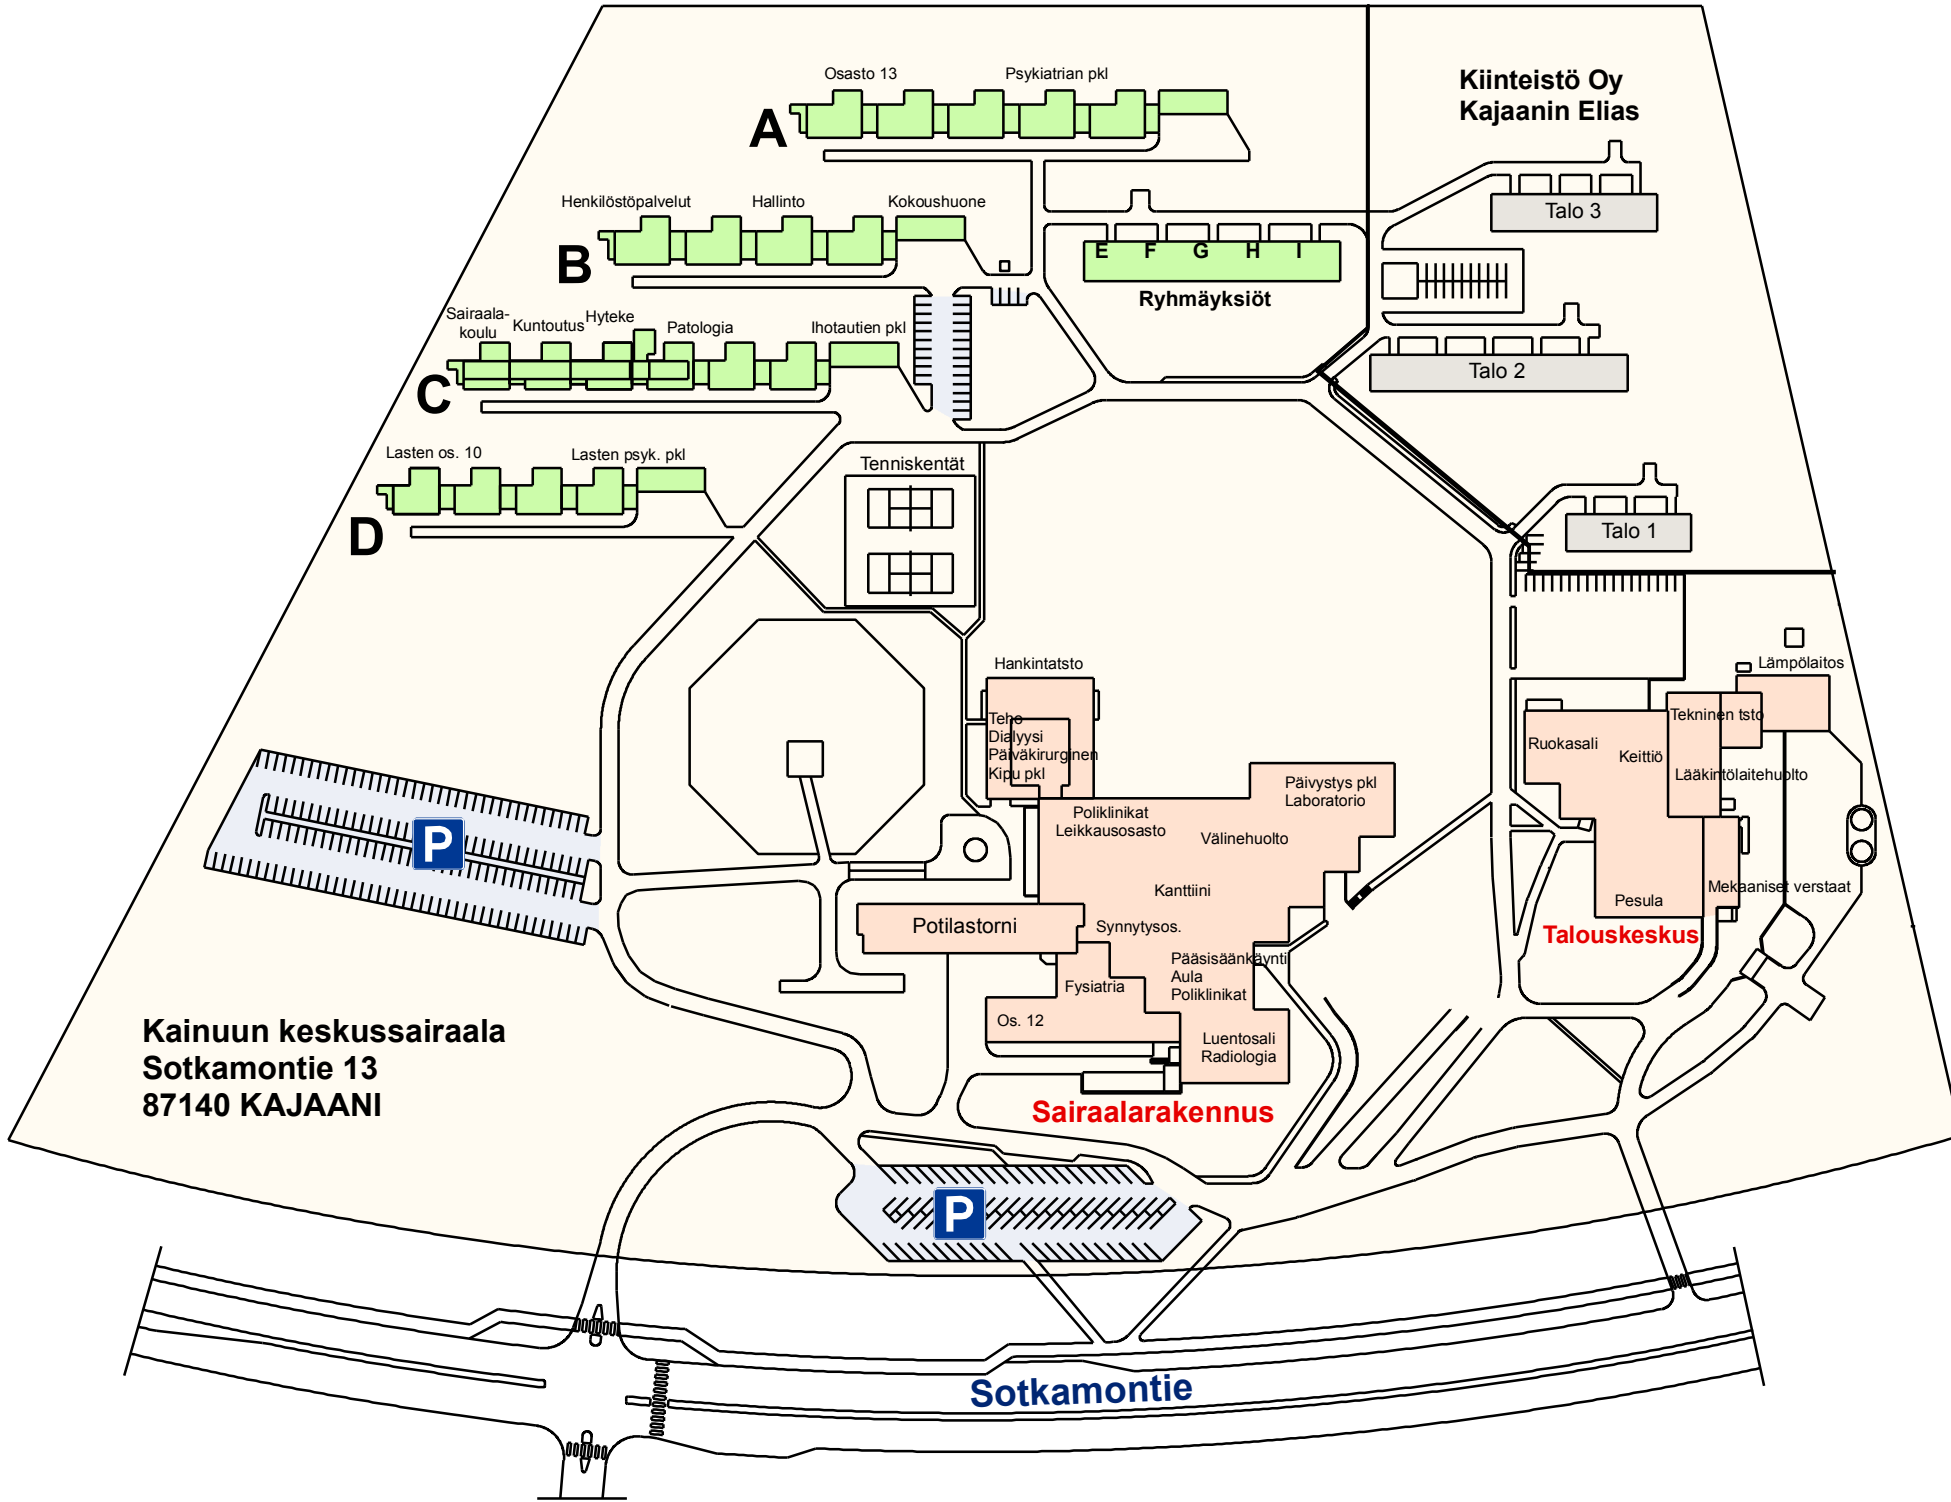 Osasto 13
Psykiatrian pkl
A
Kiinteistö Oy
Kajaanin Elias
Henkilöstöpalvelut
Hallinto
Kokoushuone
B
Talo 3
E F G H I
Ryhmäyksiöt
Sairaala-
koulu
Kuntoutus
Hyteke
Patologia
Ihotautien pkl
C
Talo 2
Lasten os. 10
Lasten psyk. pkl
D
Tenniskentät
Talo 1
Hankintatsto
Teho
Dialyysi
Päiväkirurginen
Kipu pkl
Lämpölaitos
Tekninen tsto
Ruokasali
Keittiö
Lääkintölaitehuolto
Päivystys pkl
Laboratorio
Poliklinikat
Leikkausosasto
Välinehuolto
P
Kanttiini
Pesula
Mekaaniset verstaat
Talouskeskus
Potilastorni
Synnytysos.
Pääsisäänkäynti
Aula
Poliklinikat
Fysiatria
Os. 12
Luentosali
Radiologia
Kainuun keskussairaala
Sotkamontie 13
87140 KAJAANI
Sairaalarakennus
P
Sotkamontie